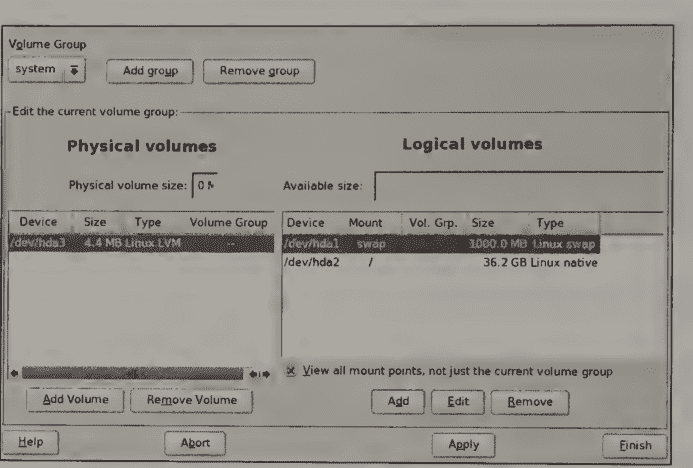 Volume Group
system Add group Remove group
Edit the current volume group:
Physical volumes
Logical volumes
Physical volume size: 0 M
Available size:
Device Size Type Volume Group
/dev/hda3 4.4 MB Linux LVM --
Device Mount Vol. Grp. Size Type
/dev/hda1 swap 1000.0 MB Linux swap
/dev/hda2 / 36.2 GB Linux native
View all mount points, not just the current volume group
Add Volume Remove Volume
Add Edit Remove
Help Abort Apply Finish